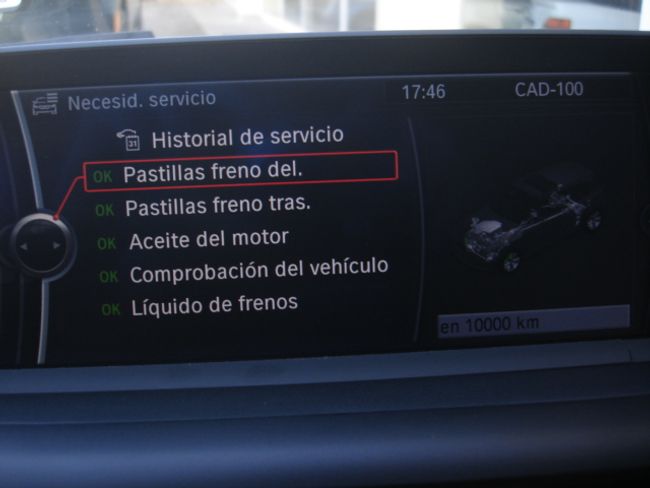 Necesid. servicio
17:46
CAD-100
31 Historial de servicio
OK Pastillas freno del.
OK Pastillas freno tras.
OK Aceite del motor
OK Comprobación del vehículo
OK Líquido de frenos
en 10000 km